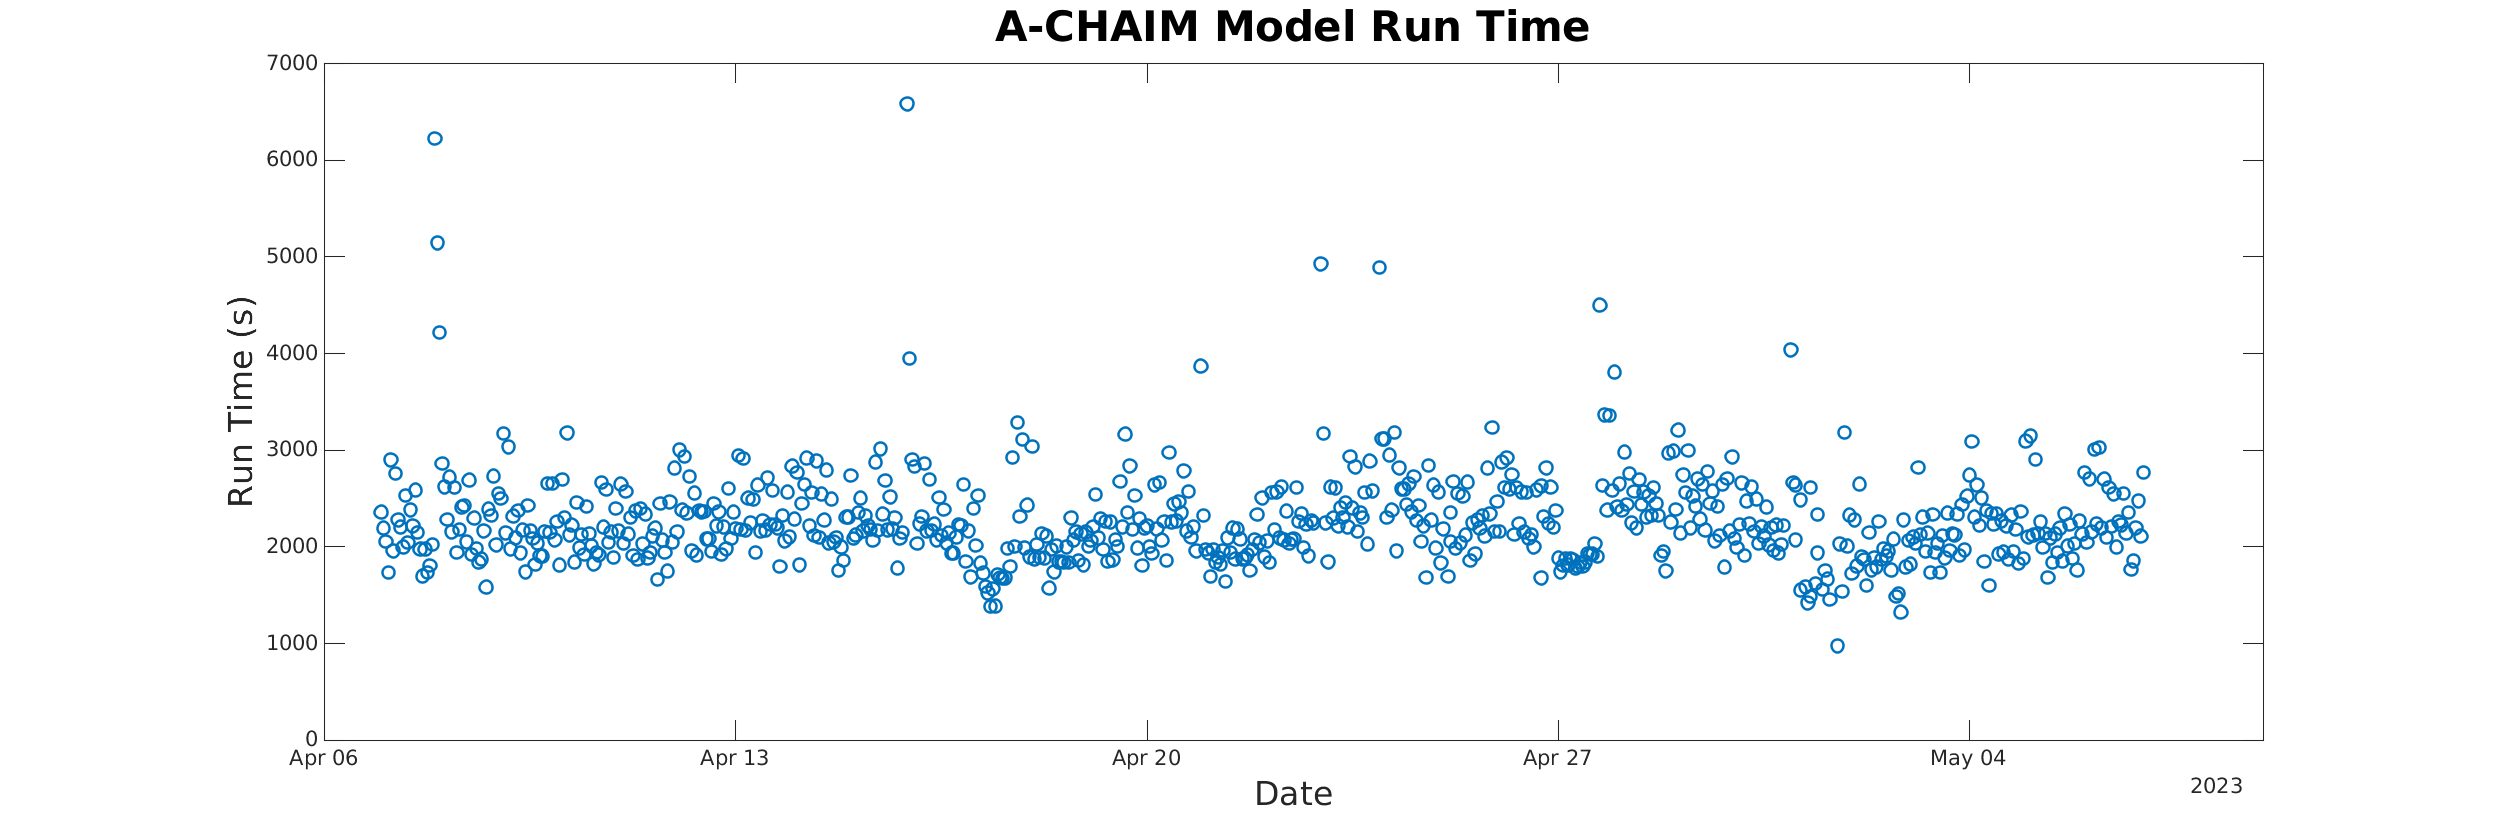 A-CHAIM Model Run Time
Run Time (s)
7000
6000
5000
4000
3000
2000
1000
0
Apr 06 Apr 13 Apr 20 Apr 27 May 04
Date
2023